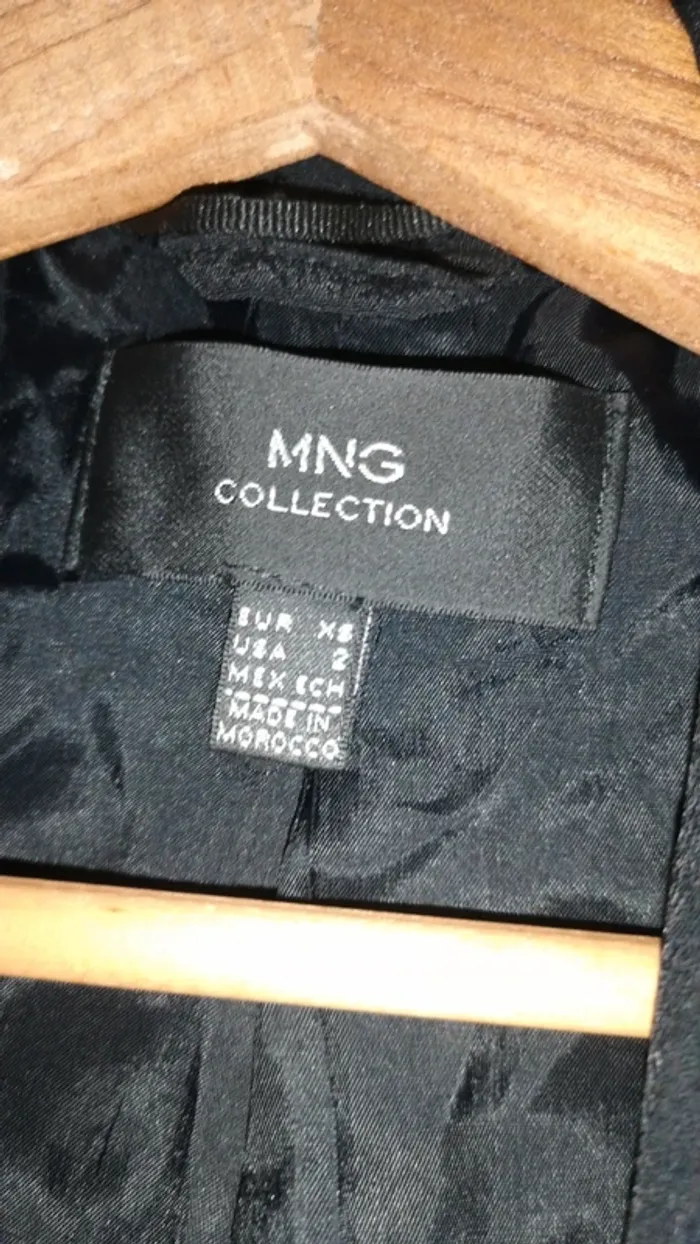 MNG
COLLECTION
EUR XS
USA 2
MEX ECH
MADE IN
MOROCCO